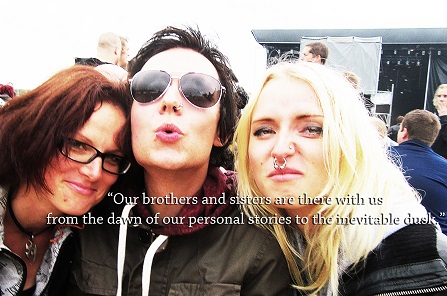 “Our brothers and sisters are there with us
from the dawn of our personal stories to the inevitable dusk.”